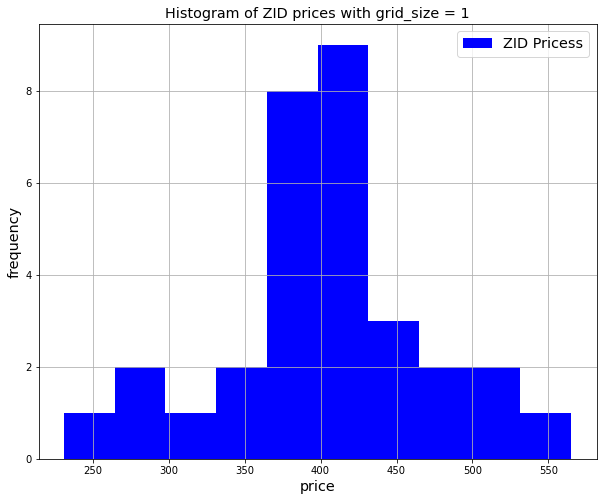 Histogram of ZID prices with grid_size = 1
ZID Pricess
frequency
8
6
4
2
0
250 300 350 400 450 500 550
price